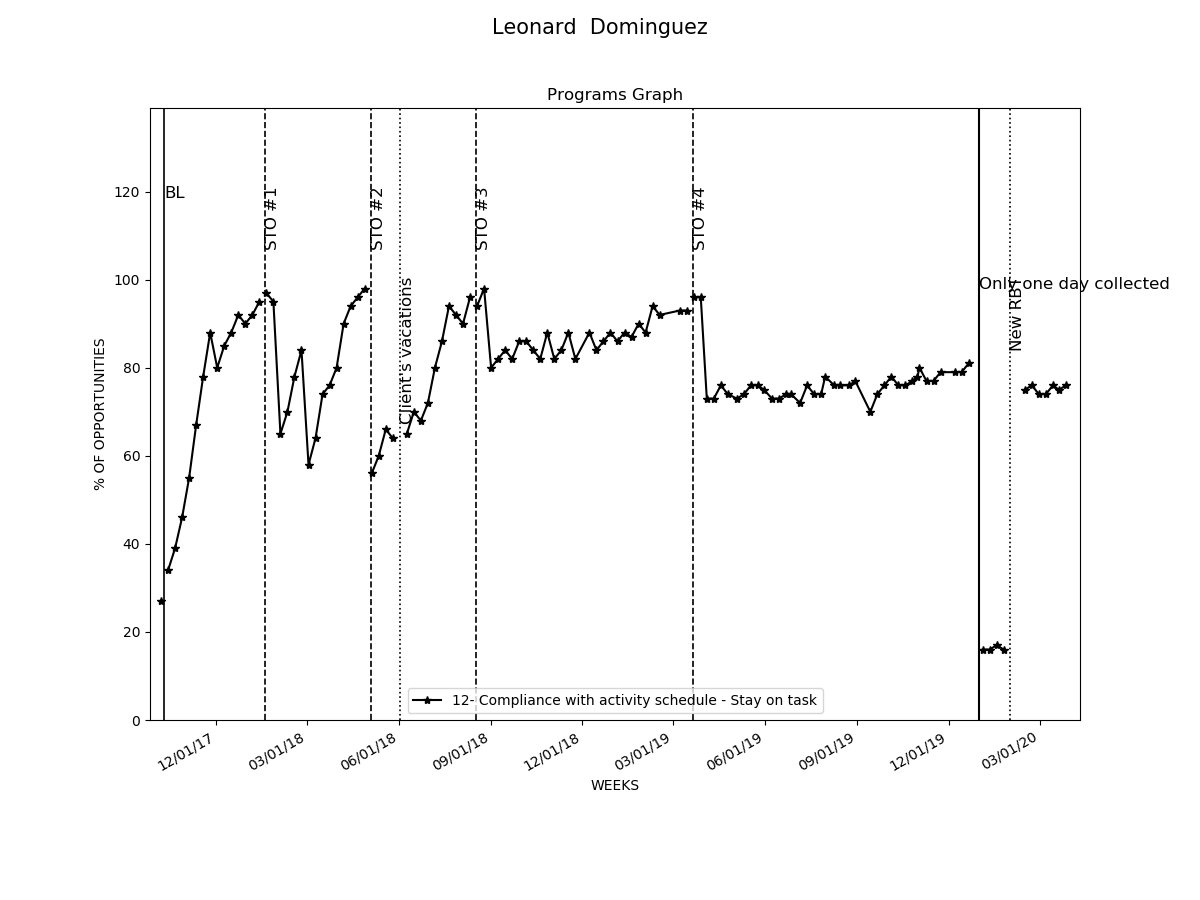 Leonard  Dominguez
Programs Graph
BL
STO #1
STO #2
Client's vacations
STO #3
STO #4
Only one day collected
New RBT
% OF OPPORTUNITIES
120
100
80
60
40
20
0
12- Compliance with activity schedule - Stay on task
12/01/17
03/01/18
06/01/18
09/01/18
12/01/18
03/01/19
06/01/19
09/01/19
12/01/19
03/01/20
WEEKS